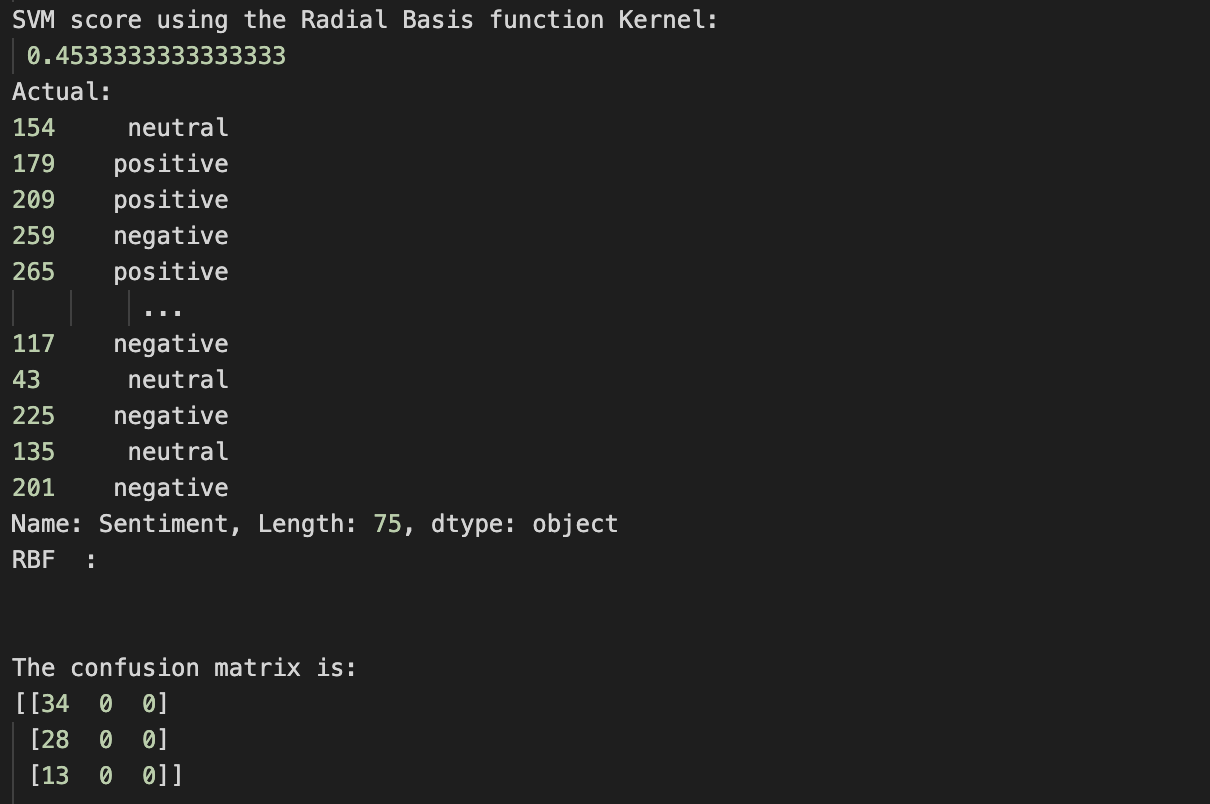 SVM score using the Radial Basis function Kernel:
0.4533333333333333
Actual:
154     neutral
179    positive
209    positive
259    negative
265    positive
...
117    negative
43      neutral
225    negative
135     neutral
201    negative
Name: Sentiment, Length: 75, dtype: object
RBF  :
The confusion matrix is:
[[34  0  0]
[28  0  0]
[13  0  0]]